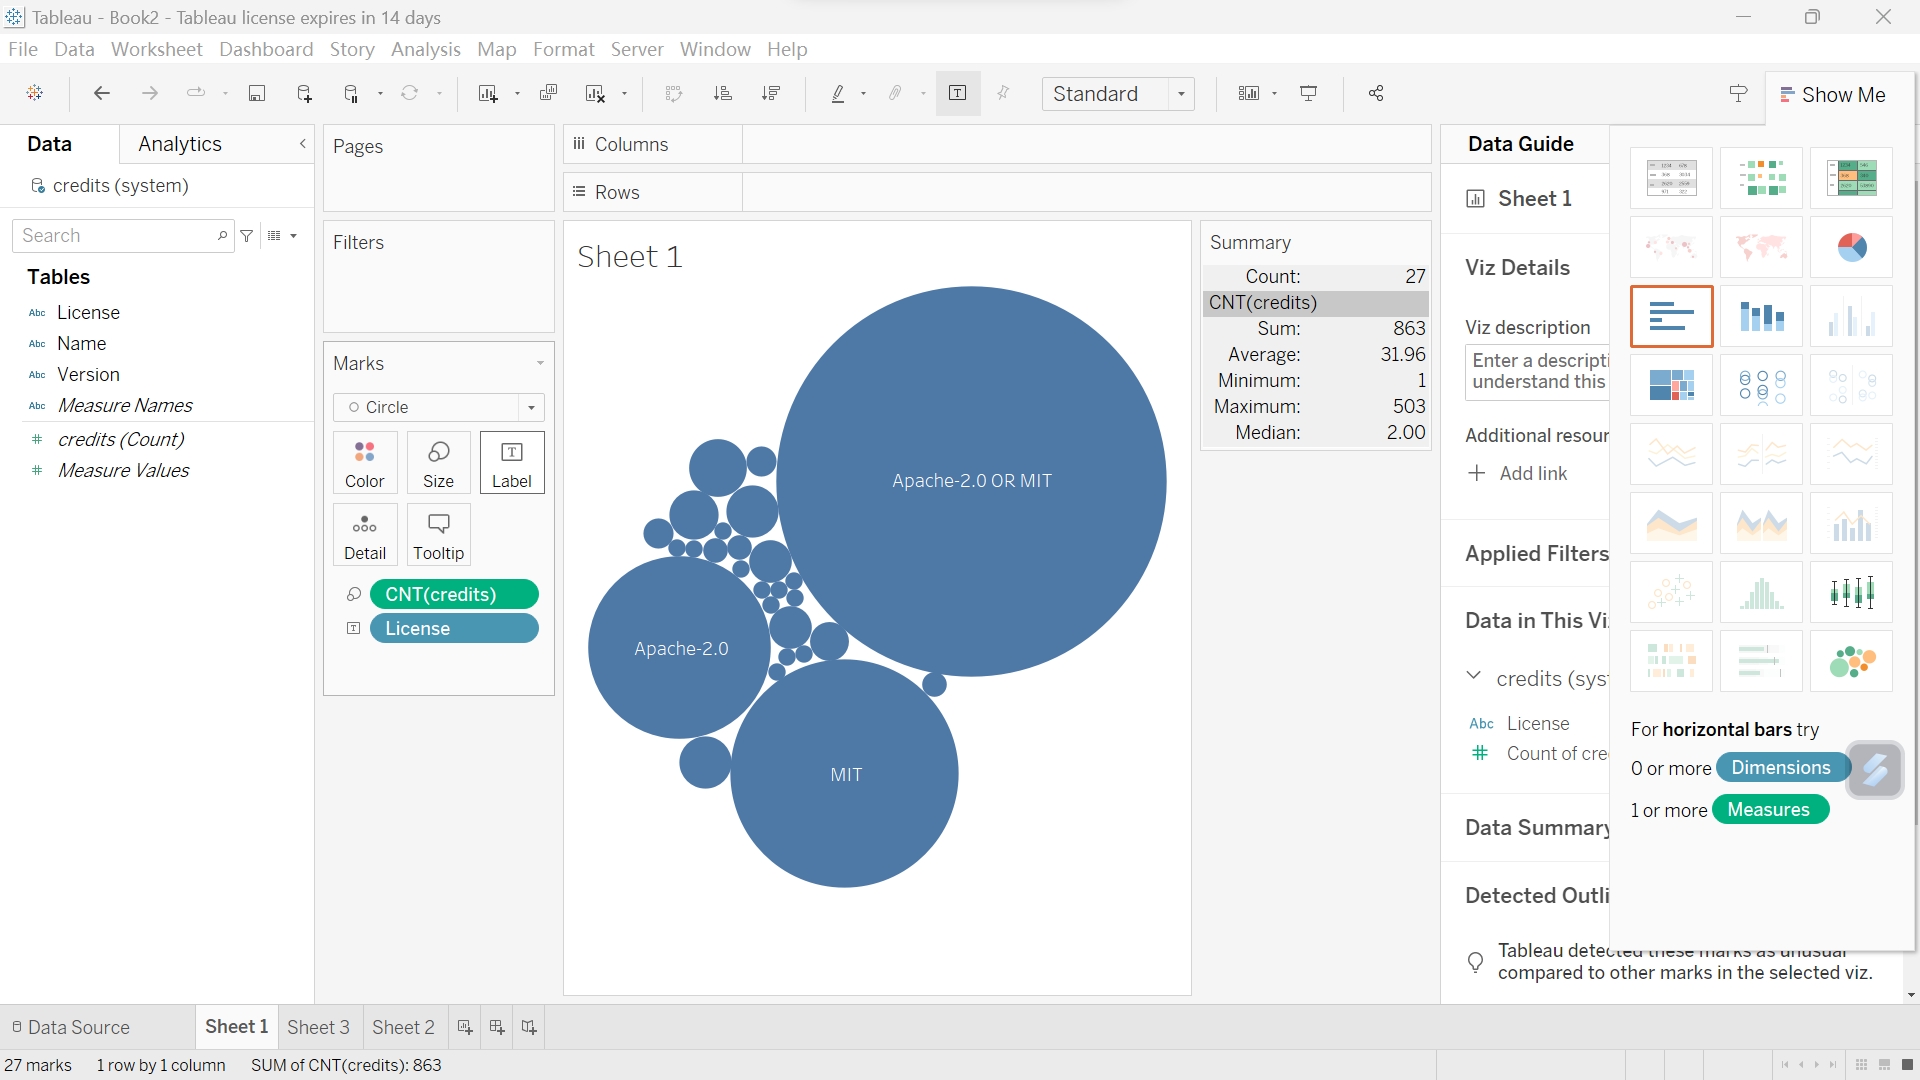 Tableau - Book2 - Tableau license expires in 14 days
File Data Worksheet Dashboard Story Analysis Map Format Server Window Help
Standard
Show Me
Data
Analytics
credits (system)
Search
Tables
Abc License
Abc Name
Abc Version
Abc Measure Names
# credits (Count)
# Measure Values
Pages
Filters
Marks
Circle
Color
Size
Label
Detail
Tooltip
CNT(credits)
License
Columns
Rows
Sheet 1
Apache-2.0 OR MIT
Apache-2.0
MIT
Summary
Count: 27
CNT(credits)
Sum: 863
Average: 31.96
Minimum: 1
Maximum: 503
Median: 2.00
Data Guide
Sheet 1
Viz Details
Viz description
Enter a descripti
understand this
Additional resour
Add link
Applied Filters
Data in This Vi
credits (sys
Abc License
# Count of cre
Data Summary
Detected Outli
Tableau detected these marks as unusual
compared to other marks in the selected viz.
For horizontal bars try
0 or more Dimensions
1 or more Measures
Data Source
Sheet 1
Sheet 3
Sheet 2
27 marks 1 row by 1 column SUM of CNT(credits): 863